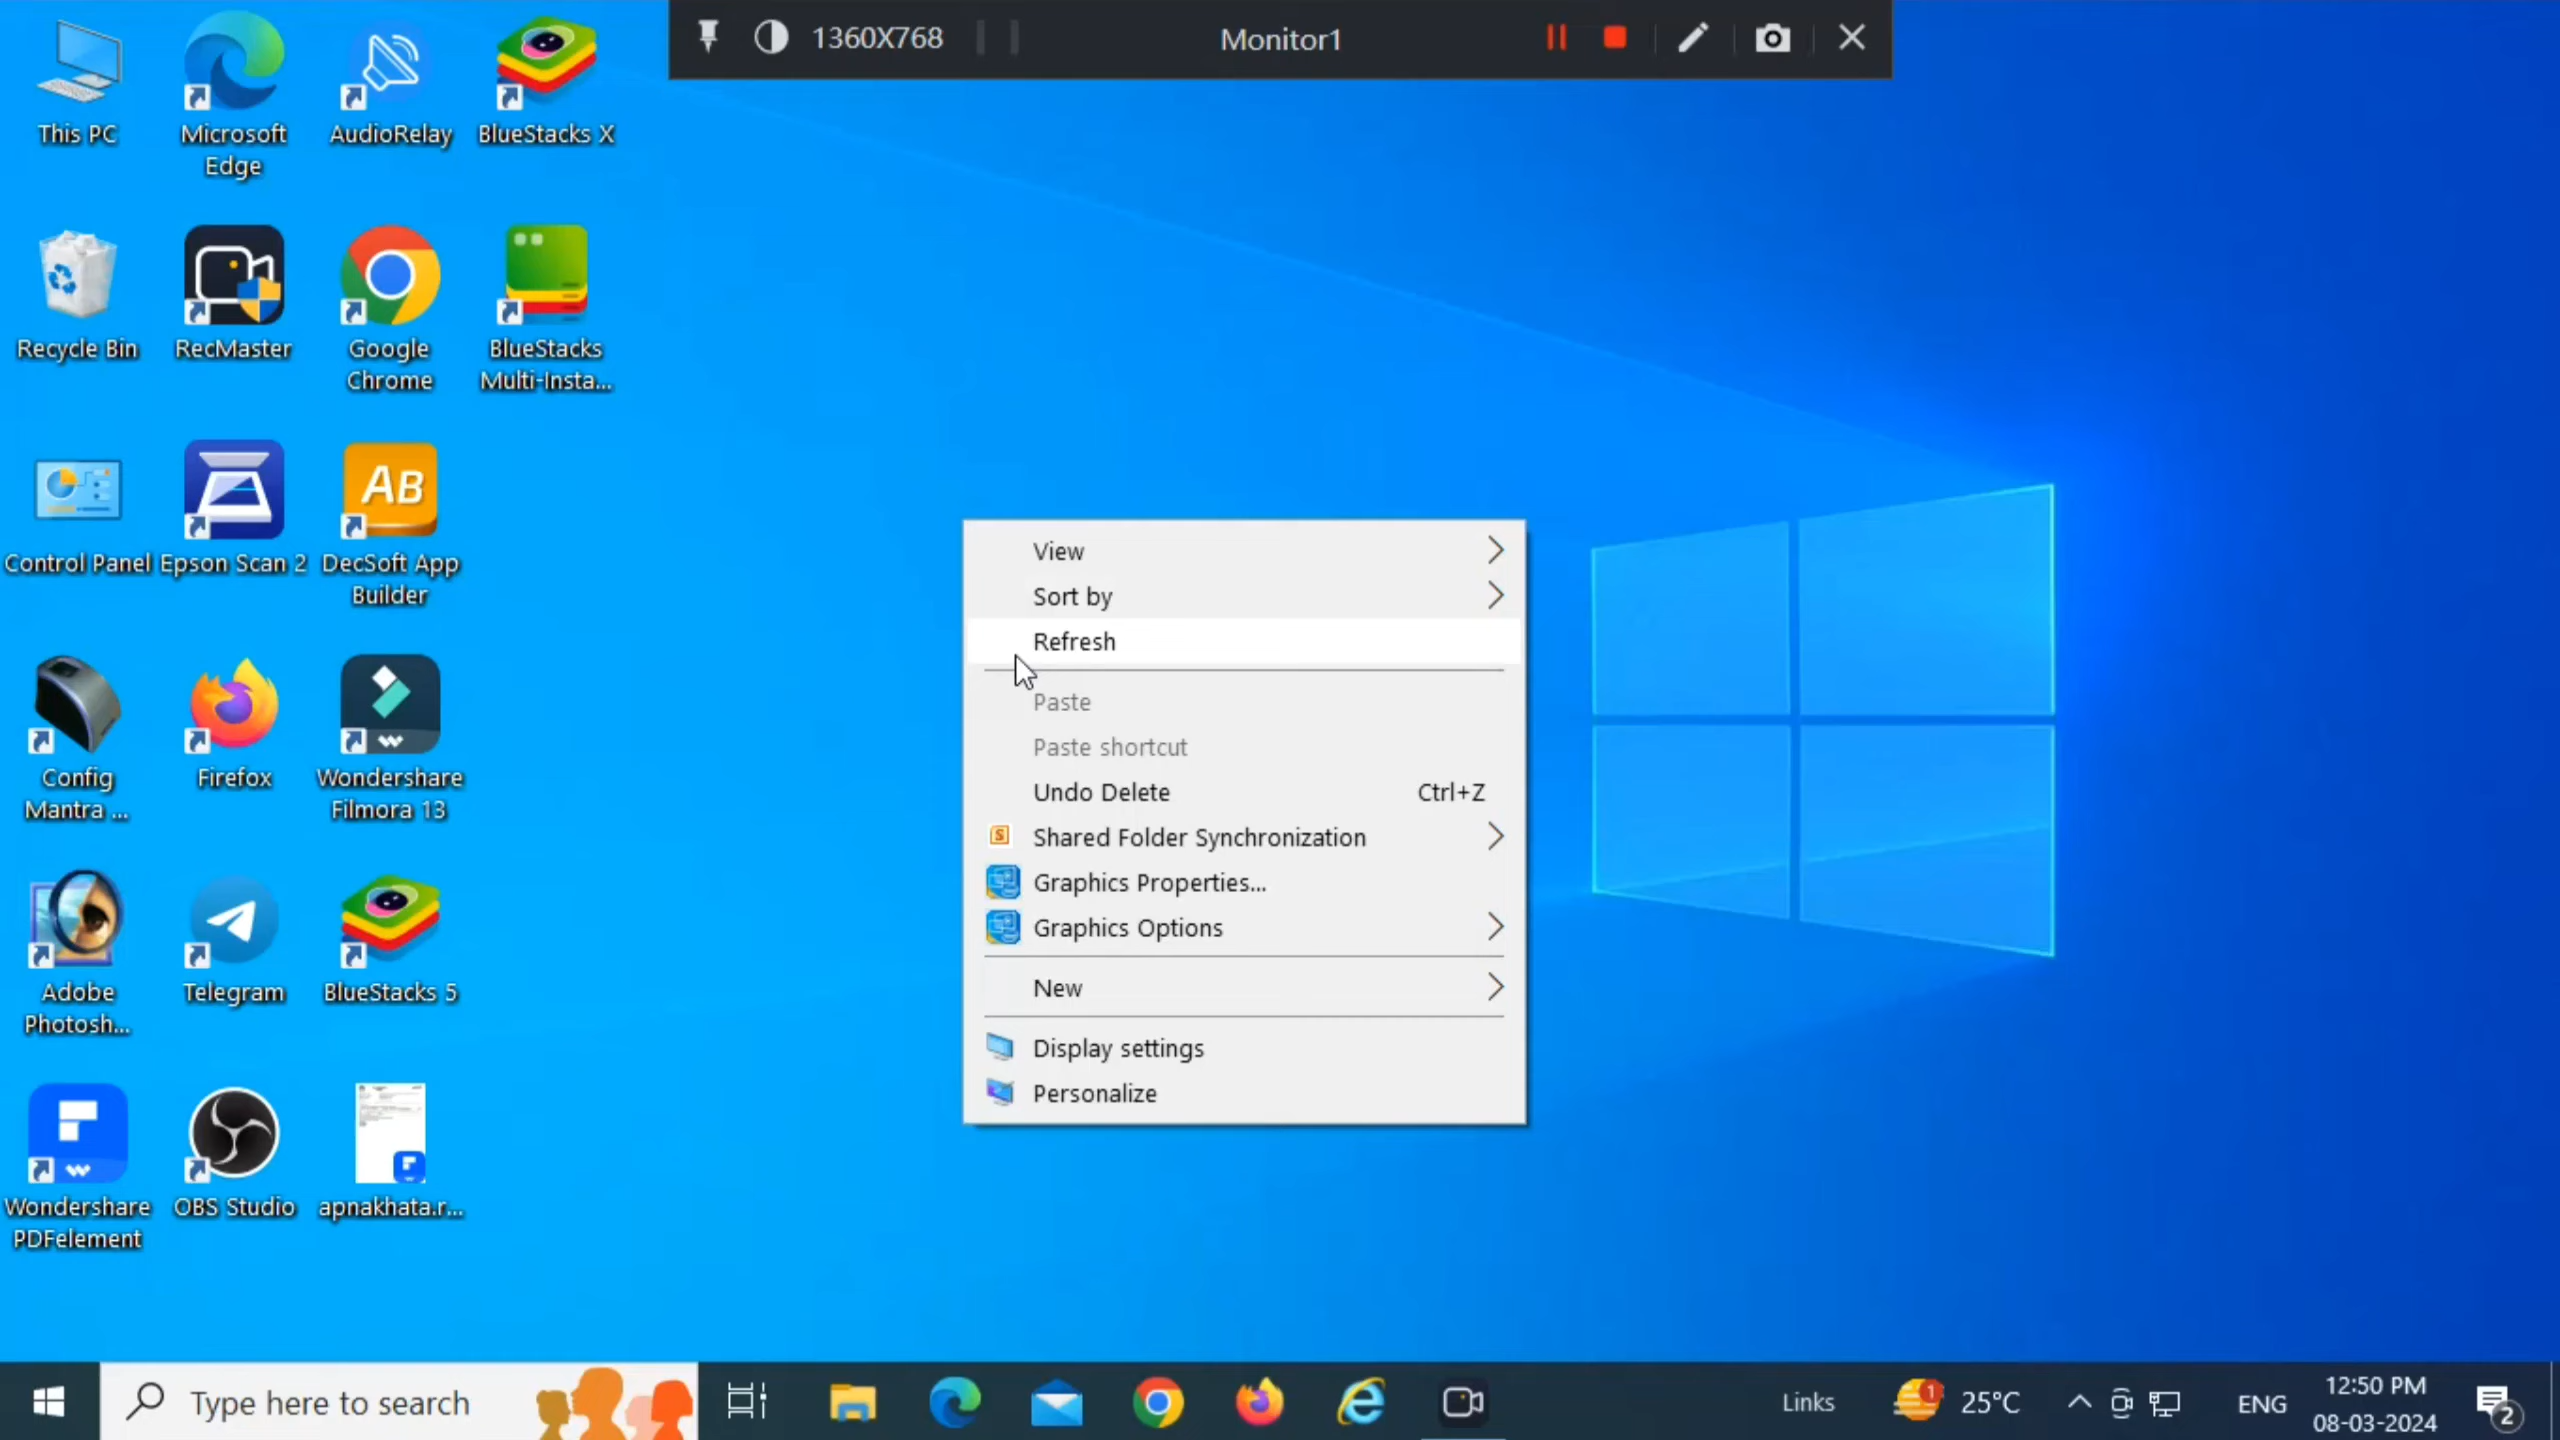 1360X768
Monitor1
This PC
Microsoft
Edge
AudioRelay
BlueStacks X
Recycle Bin
RecMaster
Google
Chrome
BlueStacks
Multi-Insta...
Control Panel
Epson Scan 2
AB
DecSoft App
Builder
Config
Mantra ...
Firefox
Wondershare
Filmora 13
Adobe
Photosh...
Telegram
BlueStacks 5
Wondershare
PDFelement
OBS Studio
apnakhata.r...
View
Sort by
Refresh
Paste
Paste shortcut
Undo Delete Ctrl+Z
S Shared Folder Synchronization
Graphics Properties...
Graphics Options
New
Display settings
Personalize
Type here to search
Links
1
25°C
ENG
12:50 PM
08-03-2024
2